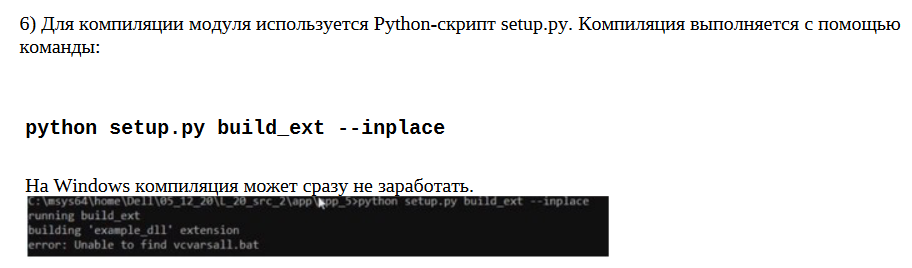 6) Для компиляции модуля используется Python-скрипт setup.py. Компиляция выполняется с помощью
команды:
python setup.py build_ext --inplace
На Windows компиляция может сразу не заработать.
C:\msys64\home\Dell\05_12_20\L_20_src_2\app\app_5>python setup.py build_ext --inplace
running build_ext
building 'example_dll' extension
error: Unable to find vcvarsall.bat